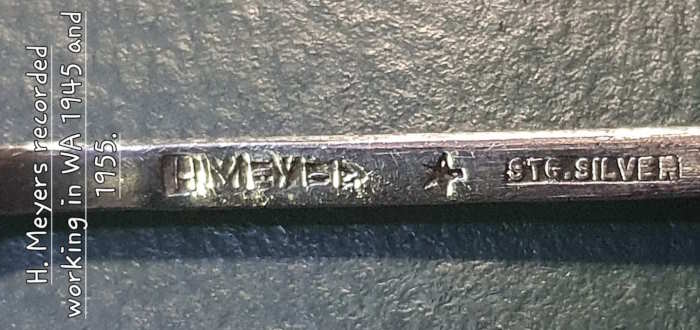 H. Meyers recorded
working in WA 1945 and
1955.
H.MEYER ★ STG.SILVER